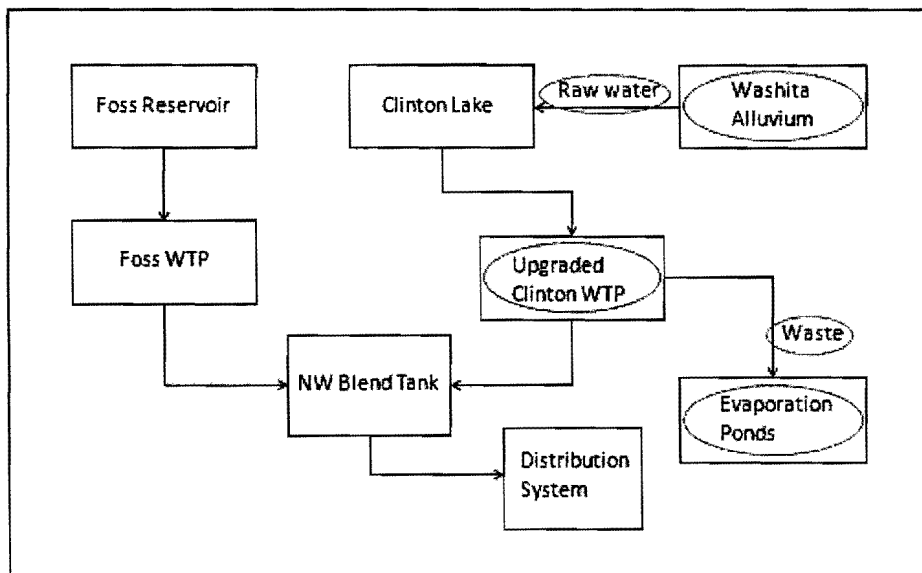 Foss Reservoir
Clinton Lake
Raw water
Washita
Alluvium
Foss WTP
Upgraded
Clinton WTP
Waste
NW Blend Tank
Evaporation
Ponds
Distribution
System